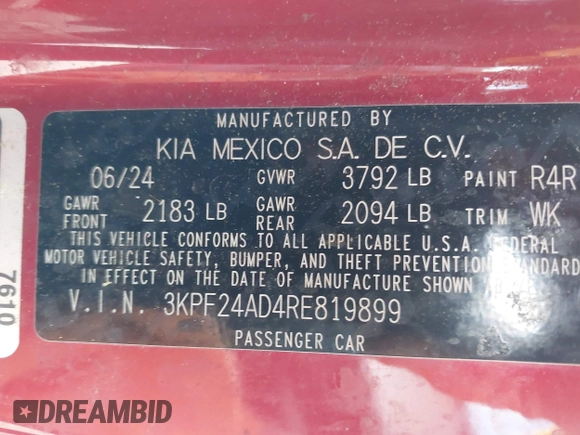 MANUFACTURED BY
KIA MEXICO S.A. DE C.V.
06/24 GVWR 3792 LB PAINT R4R
GAWR FRONT 2183 LB GAWR REAR 2094 LB TRIM WK
THIS VEHICLE CONFORMS TO ALL APPLICABLE U.S.A. FEDERAL
MOTOR VEHICLE SAFETY, BUMPER, AND THEFT PREVENTION STANDARD
IN EFFECT ON THE DATE OF MANUFACTURE SHOWN
V.I.N. 3KPF24AD4RE819899
PASSENGER CAR
DREAMBID